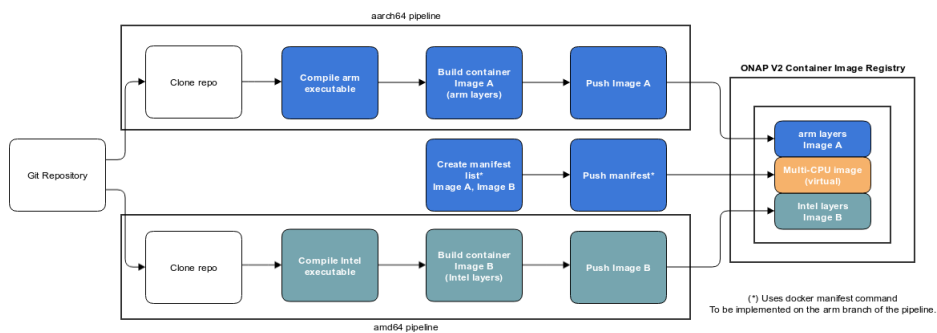 aarch64 pipeline
Clone repo
Compile arm
executable
Build container
Image A
(arm layers)
Push Image A
ONAP V2 Container Image Registry
arm layers
Image A
Git Repository
Create manifest
list*
Image A, Image B
Push manifest*
Multi-CPU image
(virtual)
Intel layers
Image B
Clone repo
Compile Intel
executable
Build container
Image B
(Intel layers)
Push Image B
amd64 pipeline
(*) Uses docker manifest command
To be implemented on the arm branch of the pipeline.